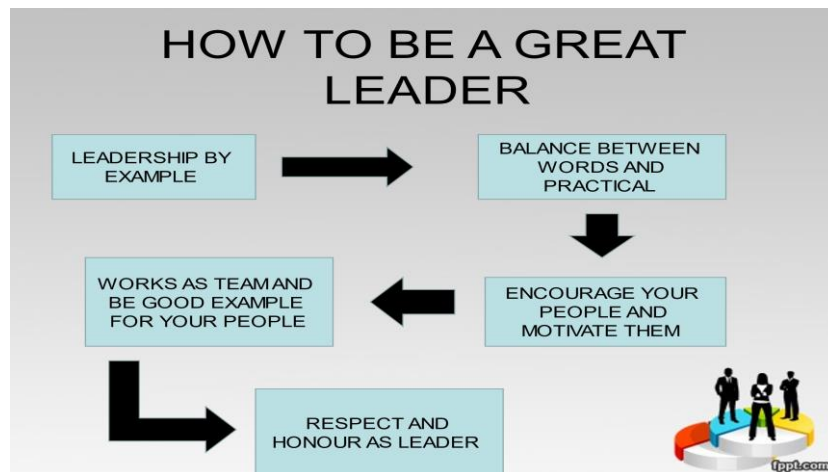 HOW TO BE A GREAT
LEADER
LEADERSHIP BY
EXAMPLE
BALANCE BETWEEN
WORDS AND
PRACTICAL
ENCOURAGE YOUR
PEOPLE AND
MOTIVATE THEM
WORKS AS TEAM AND
BE GOOD EXAMPLE
FOR YOUR PEOPLE
RESPECT AND
HONOUR AS LEADER
fppt.com